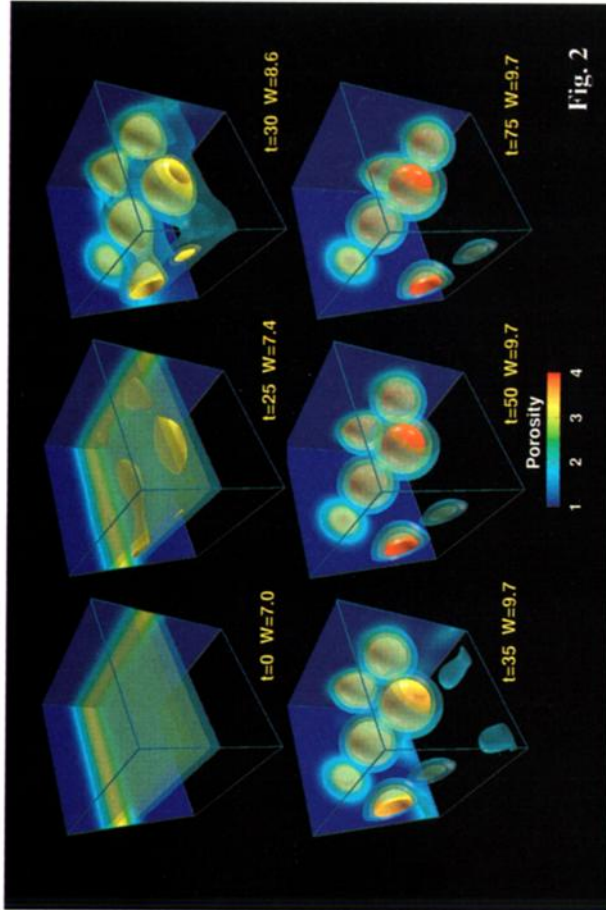 t=0 W=7.0
t=25 W=7.4
t=30 W=8.6
t=35 W=9.7
t=50 W=9.7
t=75 W=9.7
Porosity
1 2 3 4
Fig. 2